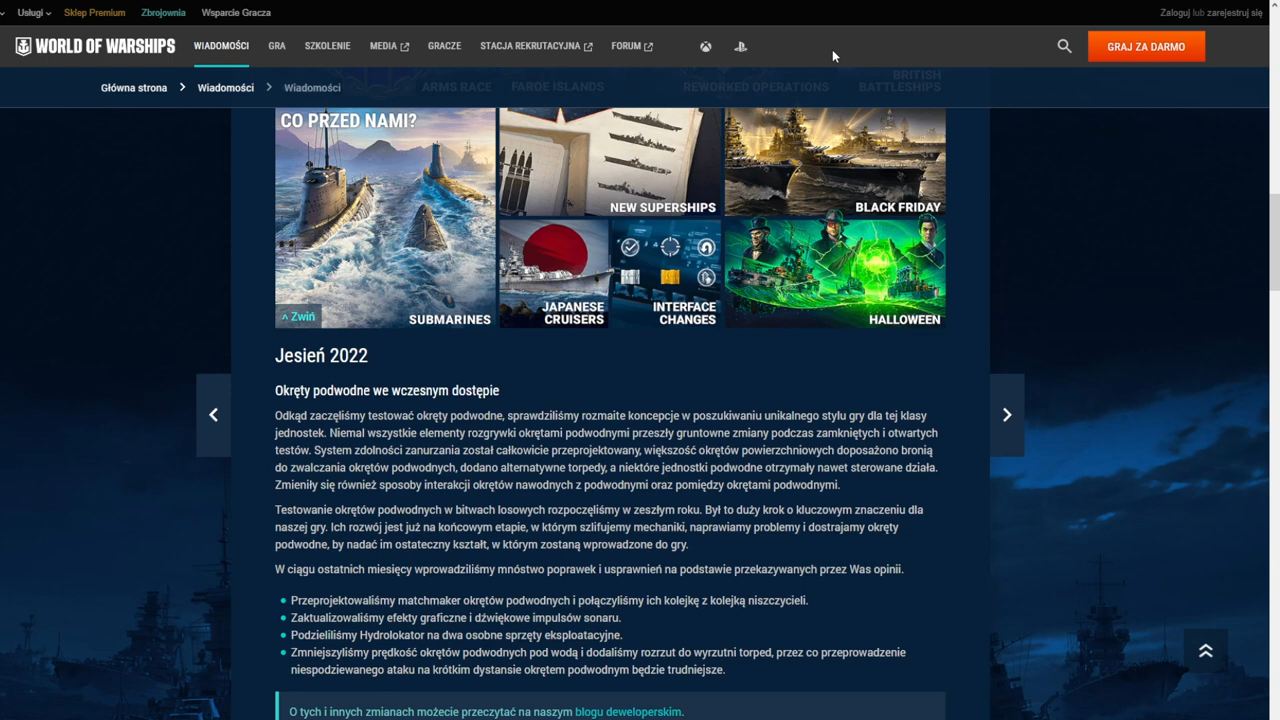 Usługi Sklep Premium Zbrojownia Wsparcie Gracza Zaloguj lub zarejestruj się
WORLD OF WARSHIPS WIADOMOŚCI GRA SZKOLENIE MEDIA GRACZE STACJA REKRUTACYJNA FORUM GRAJ ZA DARMO
Główna strona Wiadomości Wiadomości
ARMS RACE FAROE ISLANDS REWORKED OPERATIONS BRITISH
BATTLESHIPS
CO PRZED NAMI?
NEW SUPERSHIPS
BLACK FRIDAY
^ Zwiń
SUBMARINES
JAPANESE
CRUISERS
INTERFACE
CHANGES
HALLOWEEN
Jesień 2022
Okręty podwodne we wczesnym dostępie
Odkąd zaczęliśmy testować okręty podwodne, sprawdziliśmy rozmaite koncepcje w poszukiwaniu unikalnego stylu gry dla tej klasy
jednostek. Niemal wszystkie elementy rozgrywki okrętami podwodnymi przeszły gruntowne zmiany podczas zamkniętych i otwartych
testów. System zdolności zanurzania został całkowicie przeprojektowany, większość okrętów powierzchniowych doposażono bronią
do zwalczania okrętów podwodnych, dodano alternatywne torpedy, a niektóre jednostki podwodne otrzymały nawet sterowane działa.
Zmieniły się również sposoby interakcji okrętów nawodnych z podwodnymi oraz pomiędzy okrętami podwodnymi.
Testowanie okrętów podwodnych w bitwach losowych rozpoczęliśmy w zeszłym roku. Był to duży krok o kluczowym znaczeniu dla
naszej gry. Ich rozwój jest już na końcowym etapie, w którym szlifujemy mechaniki, naprawiamy problemy i dostrajamy okręty
podwodne, by nadać im ostateczny kształt, w którym zostaną wprowadzone do gry.
W ciągu ostatnich miesięcy wprowadziliśmy mnóstwo poprawek i usprawnień na podstawie przekazywanych przez Was opinii.
Przeprojektowaliśmy matchmaker okrętów podwodnych i połączyliśmy ich kolejkę z kolejką niszczycieli.
Zaktualizowaliśmy efekty graficzne i dźwiękowe impulsów sonaru.
Podzieliliśmy Hydrolokator na dwa osobne sprzęty eksploatacyjne.
Zmniejszyliśmy prędkość okrętów podwodnych pod wodą i dodaliśmy rozrzut do wyrzutni torped, przez co przeprowadzenie
niespodziewanego ataku na krótkim dystansie okrętem podwodnym będzie trudniejsze.
O tych i innych zmianach możecie przeczytać na naszym blogu deweloperskim.